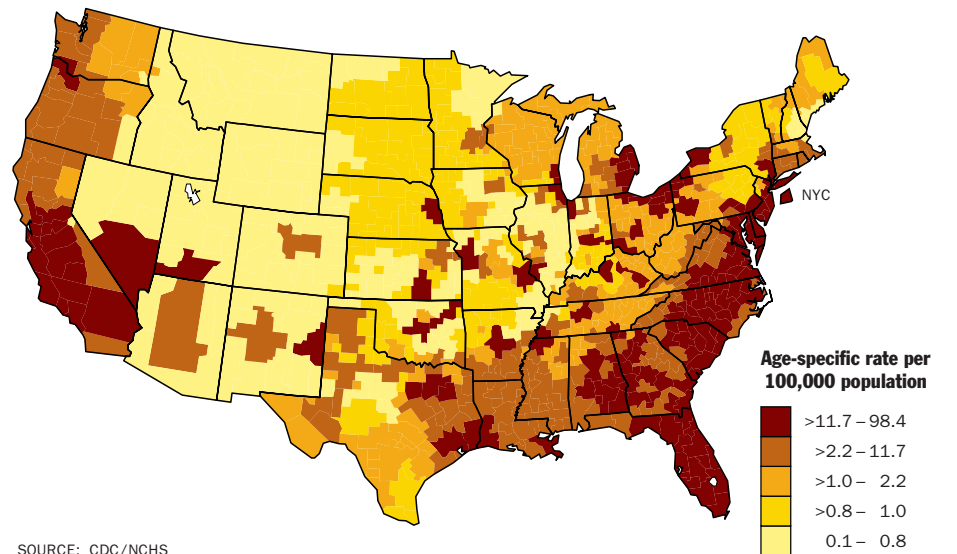 NYC
Age-specific rate per
100,000 population
>11.7 – 98.4
>2.2 – 11.7
>1.0 – 2.2
>0.8 – 1.0
0.1 – 0.8
SOURCE: CDC/NCHS